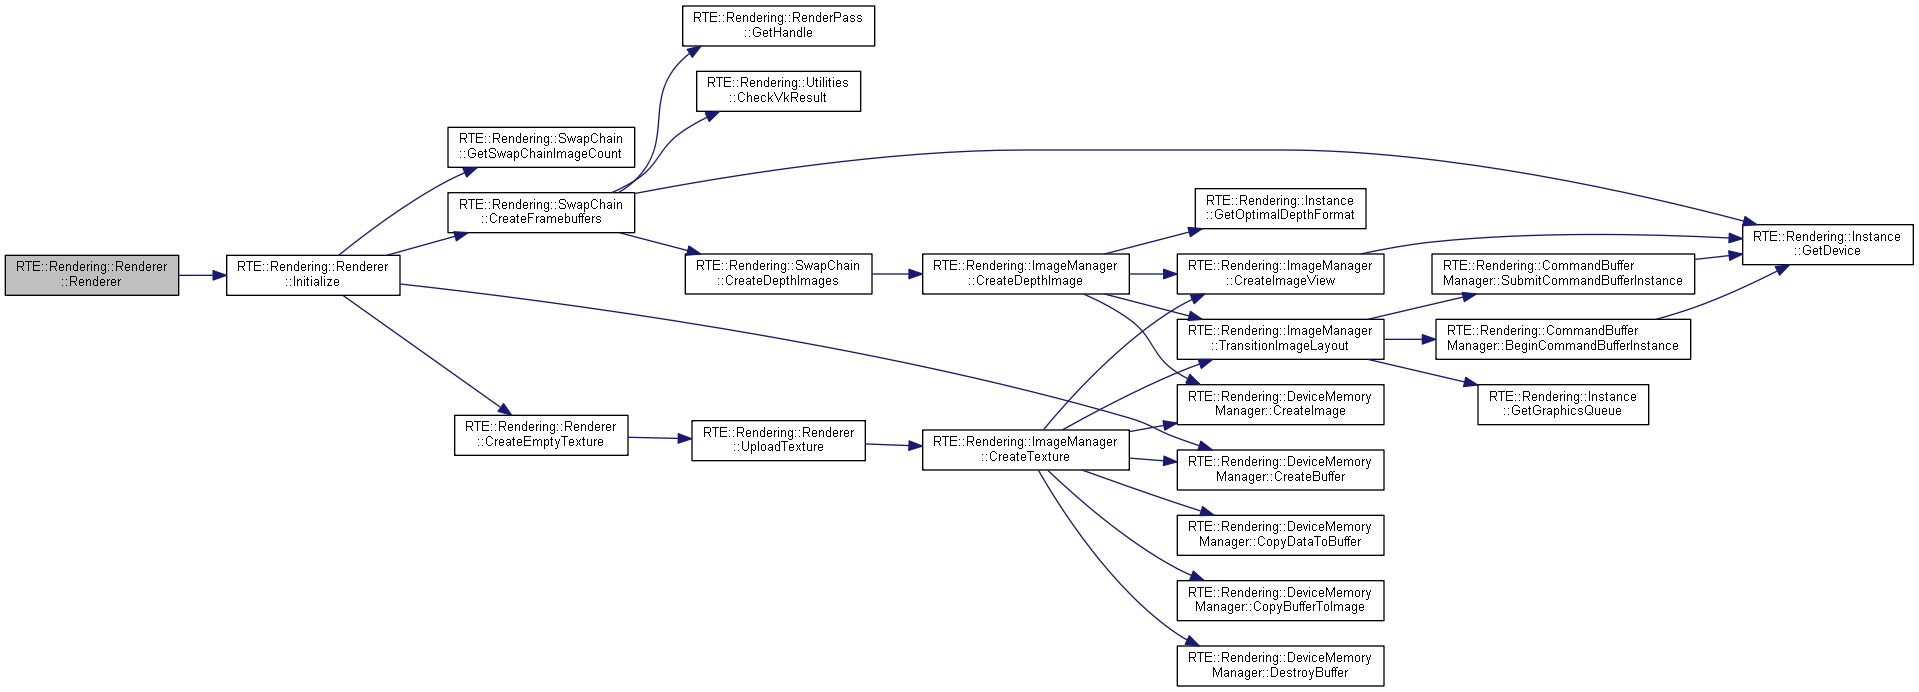 RTE::Rendering::RenderPass
::GetHandle
RTE::Rendering::Utilities
::CheckVkResult
RTE::Rendering::SwapChain
::GetSwapChainImageCount
RTE::Rendering::SwapChain
::CreateFramebuffers
RTE::Rendering::Instance
::GetOptimalDepthFormat
RTE::Rendering::Instance
::GetDevice
RTE::Rendering::Renderer
::Renderer
RTE::Rendering::Renderer
::Initialize
RTE::Rendering::SwapChain
::CreateDepthImages
RTE::Rendering::ImageManager
::CreateDepthImage
RTE::Rendering::ImageManager
::CreateImageView
RTE::Rendering::CommandBuffer
Manager::SubmitCommandBufferInstance
RTE::Rendering::ImageManager
::TransitionImageLayout
RTE::Rendering::CommandBuffer
Manager::BeginCommandBufferInstance
RTE::Rendering::DeviceMemory
Manager::CreateImage
RTE::Rendering::Instance
::GetGraphicsQueue
RTE::Rendering::Renderer
::CreateEmptyTexture
RTE::Rendering::Renderer
::UploadTexture
RTE::Rendering::ImageManager
::CreateTexture
RTE::Rendering::DeviceMemory
Manager::CreateBuffer
RTE::Rendering::DeviceMemory
Manager::CopyDataToBuffer
RTE::Rendering::DeviceMemory
Manager::CopyBufferToImage
RTE::Rendering::DeviceMemory
Manager::DestroyBuffer